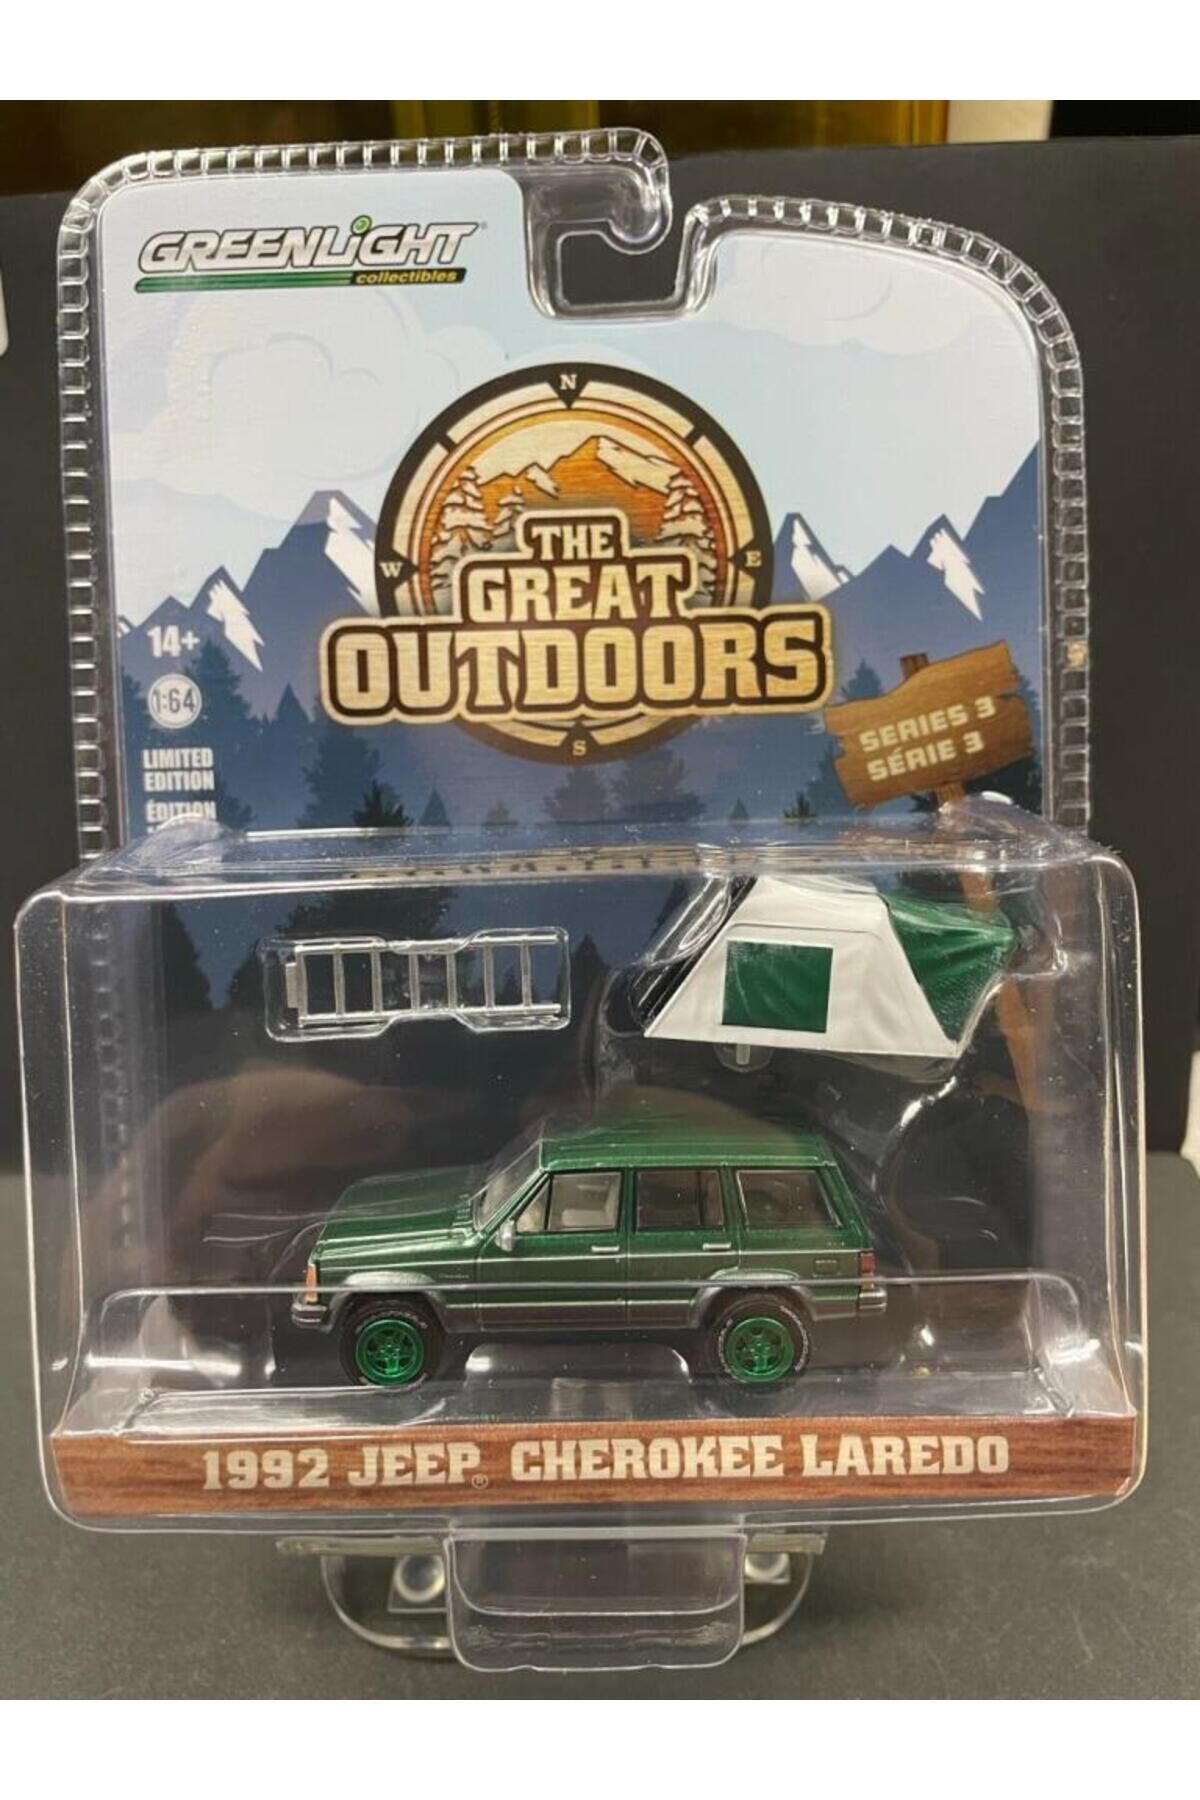 GREENLIGHT®
collectibles
N
W
E
S
THE
GREAT
OUTDOORS
14+
1:64
LIMITED
EDITION
ÉDITION
SERIES 3
SÉRIE 3
1992 JEEP® CHEROKEE LAREDO